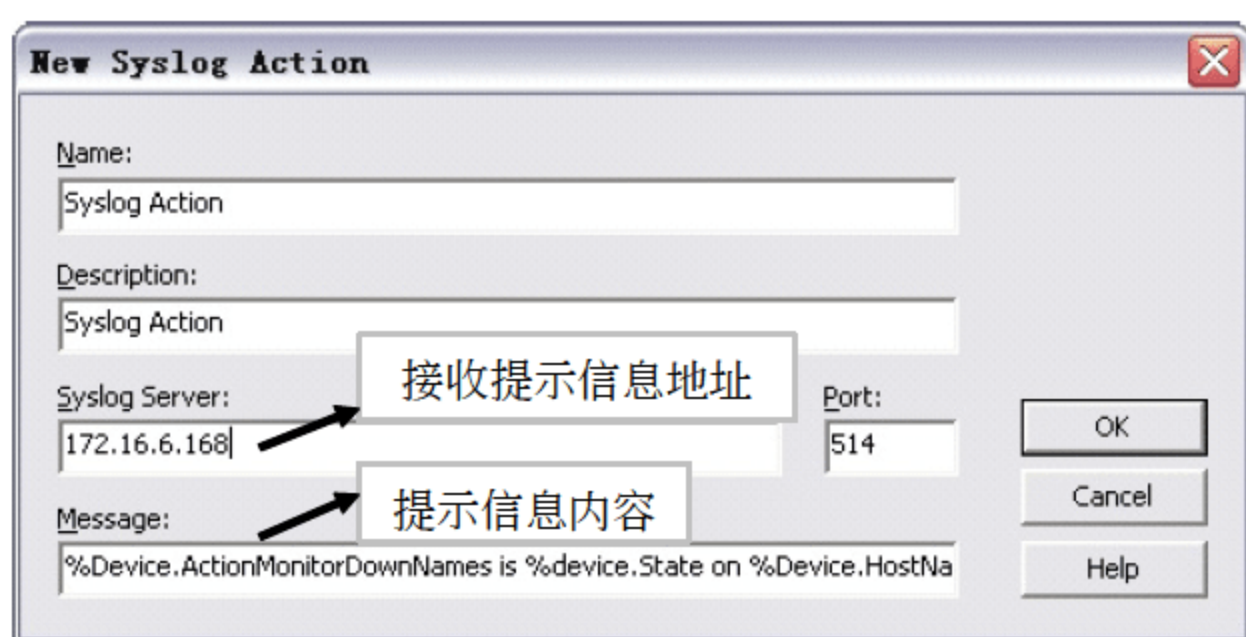 New Syslog Action
Name:
Syslog Action
Description:
Syslog Action
接收提示信息地址
Syslog Server:
Port:
172.16.6.168
514
OK
提示信息内容
Cancel
Message:
%Device.ActionMonitorDownNames is %device.State on %Device.HostNa
Help